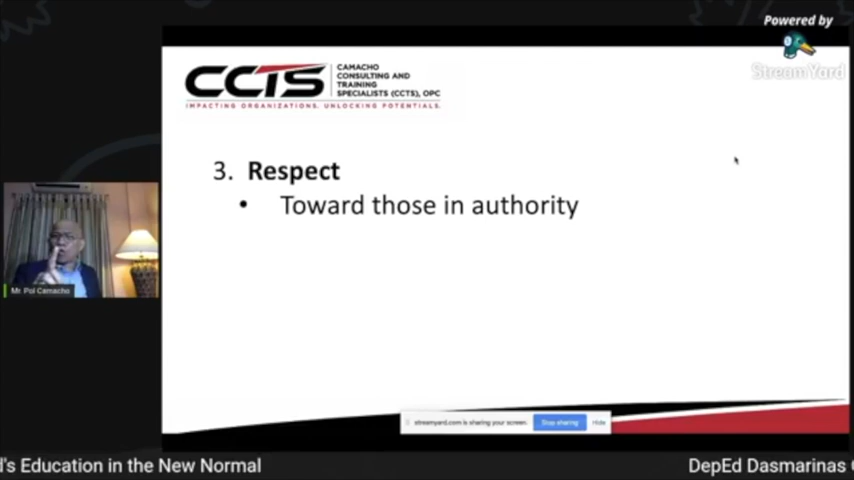 Powered by
StreamYard
CCTS
CAMACHO
CONSULTING AND
TRAINING
SPECIALISTS (CCTS), OPC
IMPACTING ORGANIZATIONS. UNLOCKING POTENTIALS.
3. Respect
• Toward those in authority
Mr. Pol Camacho
streamyard.com is sharing your screen.
Stop sharing
Hide
d's Education in the New Normal
DepEd Dasmarinas